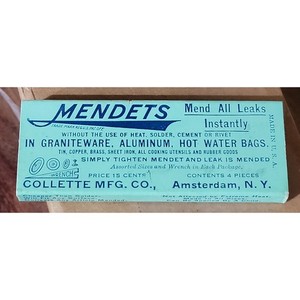 MENDETS
Mend All Leaks
Instantly
WITHOUT THE USE OF HEAT, SOLDER, CEMENT OR RIVET
IN GRANITEWARE, ALUMINUM, HOT WATER BAGS,
TIN, COPPER, BRASS, SHEET IRON, ALL COOKING UTENSILS AND RUBBER GOODS
SIMPLY TIGHTEN MENDET AND LEAK IS MENDED
Assorted Sizes and Wrench in Each Package
PRICE 15 CENTS
CONTENTS 4 PIECES
WRENCH
COLLETTE MFG. CO., Amsterdam, N. Y.
MADE IN U.S.A.